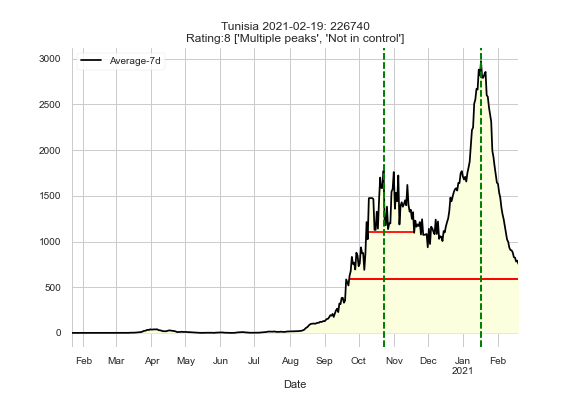 Tunisia 2021-02-19: 226740
Rating:8 ['Multiple peaks', 'Not in control']
Average-7d
3000
2500
2000
1500
1000
500
0
Feb Mar Apr May Jun Jul Aug Sep Oct Nov Dec Jan Feb
2021
Date